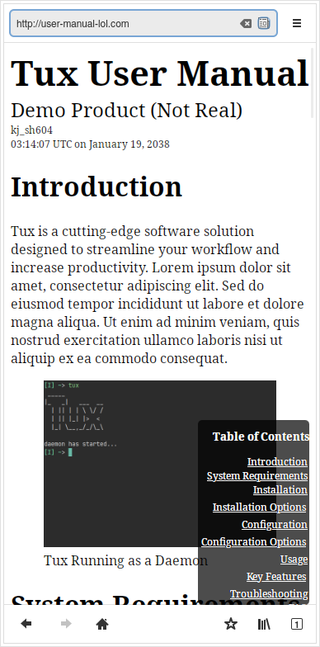 http://user-manual-lol.com
Tux User Manual
Demo Product (Not Real)
kj_sh604
03:14:07 UTC on January 19, 2038
Introduction
Tux is a cutting-edge software solution
designed to streamline your workflow and
increase productivity. Lorem ipsum dolor sit
amet, consectetur adipiscing elit. Sed do
eiusmod tempor incididunt ut labore et dolore
magna aliqua. Ut enim ad minim veniam, quis
nostrud exercitation ullamco laboris nisi ut
aliquip ex ea commodo consequat.
[I] ~> tux
daemon has started...
[I] ~>
Tux Running as a Daemon
Table of Contents
Introduction
System Requirements
Installation
Installation Options
Configuration
Configuration Options
Usage
Key Features
Troubleshooting
System Requirements
1